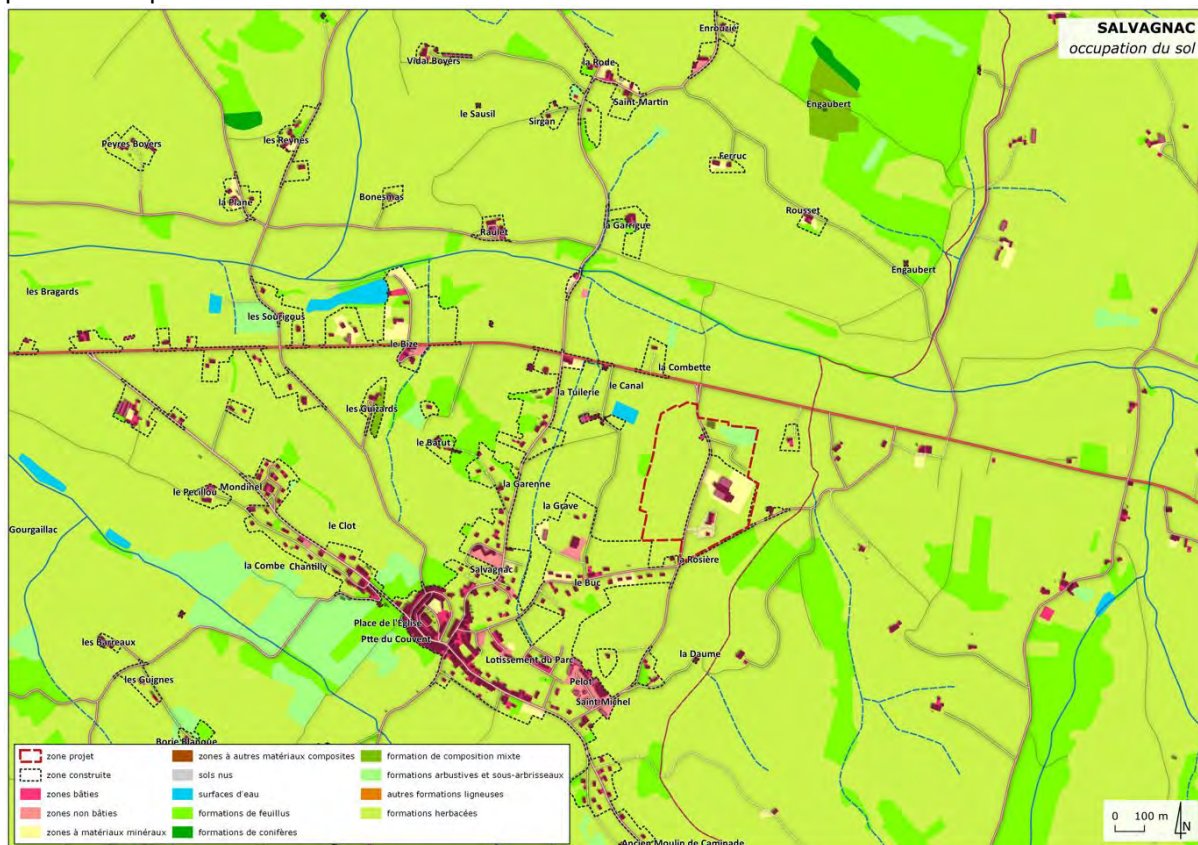 SALVAGNAC
occupation du sol
Enrouzié
Vidal Boyers
la Rode
Saint-Martin
Engaubert
le Sausil
Sirgan
Peyres Boyers
les Reynes
Ferruc
la Plane
Bonesmas
Rousset
Raulet
la Garrigue
Engaubert
les Bragards
les Sourigous
le Bize
la Combette
la Tuilerie
le Canal
les Guizards
le Batut
la Garenne
le Pecillou
Mondinel
la Grave
Gourgaillac
le Clot
la Combe
Chantilly
Salvagnac
la Rosière
le Buc
Place de l'Église
Ptte du Couvent
les Barreaux
Lotissement du Parc
la Daume
les Guignes
Pélot
Saint Michel
Borie Blanque
Ancien Moulin de Caminade
zone projet
zone construite
zones bâties
zones non bâties
zones à matériaux minéraux
zones à autres matériaux composites
sols nus
surfaces d'eau
formations de feuillus
formations de conifères
formation de composition mixte
formations arbustives et sous-arbrisseaux
autres formations ligneuses
formations herbacées
0 100 m
N